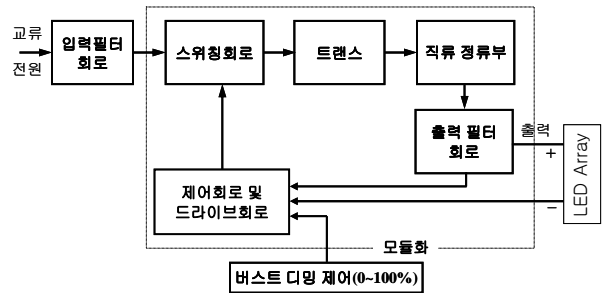 교류
전원
입력필터
회로
스위칭회로
트랜스
직류 정류부
출력 필터
회로
출력
+
−
LED Array
제어회로 및
드라이브회로
모듈화
버스트 디밍 제어(0~100%)